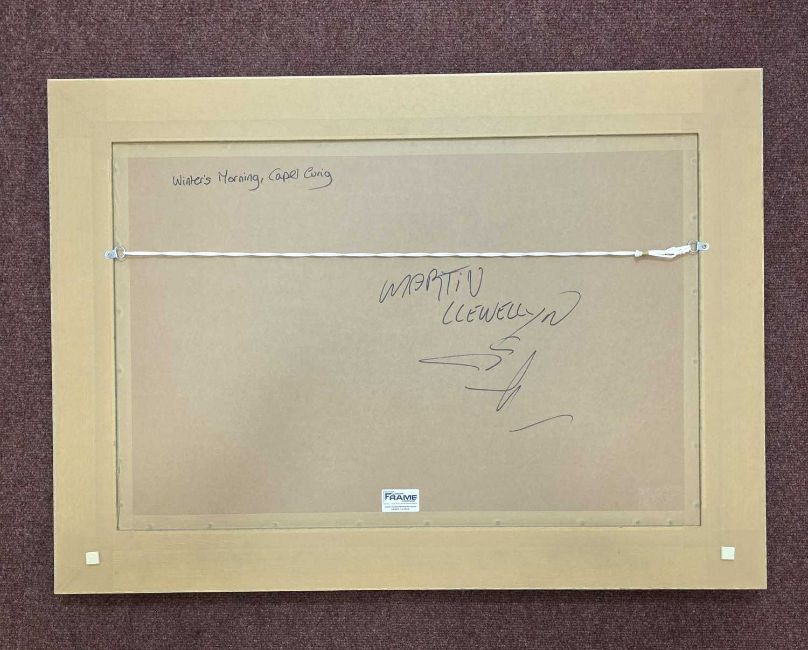 Winter's Morning, Capel Curig
MARTIN
LLEWELLYN
FRAME